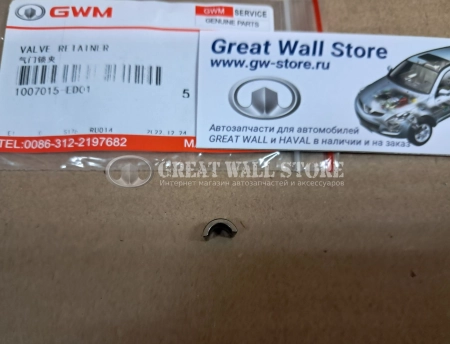 GWM
GWM SERVICE
GENUINE PARTS
VALVE RETAINER
气门锁夹
1007015-ED01
5
TEL:0086-312-2197682
Great Wall Store
www.gw-store.ru
Автозапчасти для автомобилей
GREAT WALL и HAVAL в наличии и на заказ
GREAT WALL STORE
Интернет магазин автозапчастей и аксессуаров